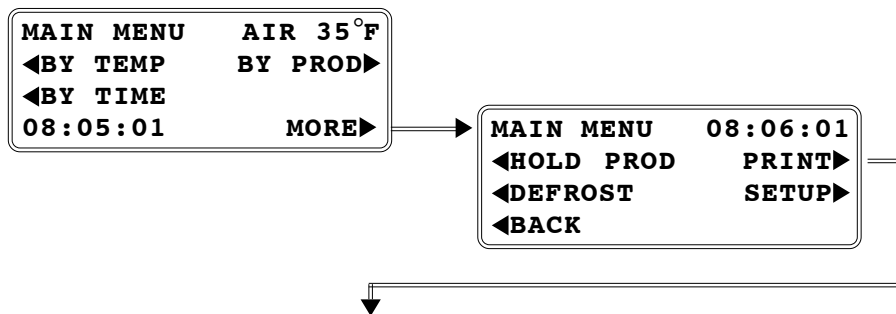 MAIN MENU AIR 35°F
◀BY TEMP BY PROD▶
◀BY TIME
08:05:01 MORE▶
MAIN MENU 08:06:01
◀HOLD PROD PRINT▶
◀DEFROST SETUP▶
◀BACK